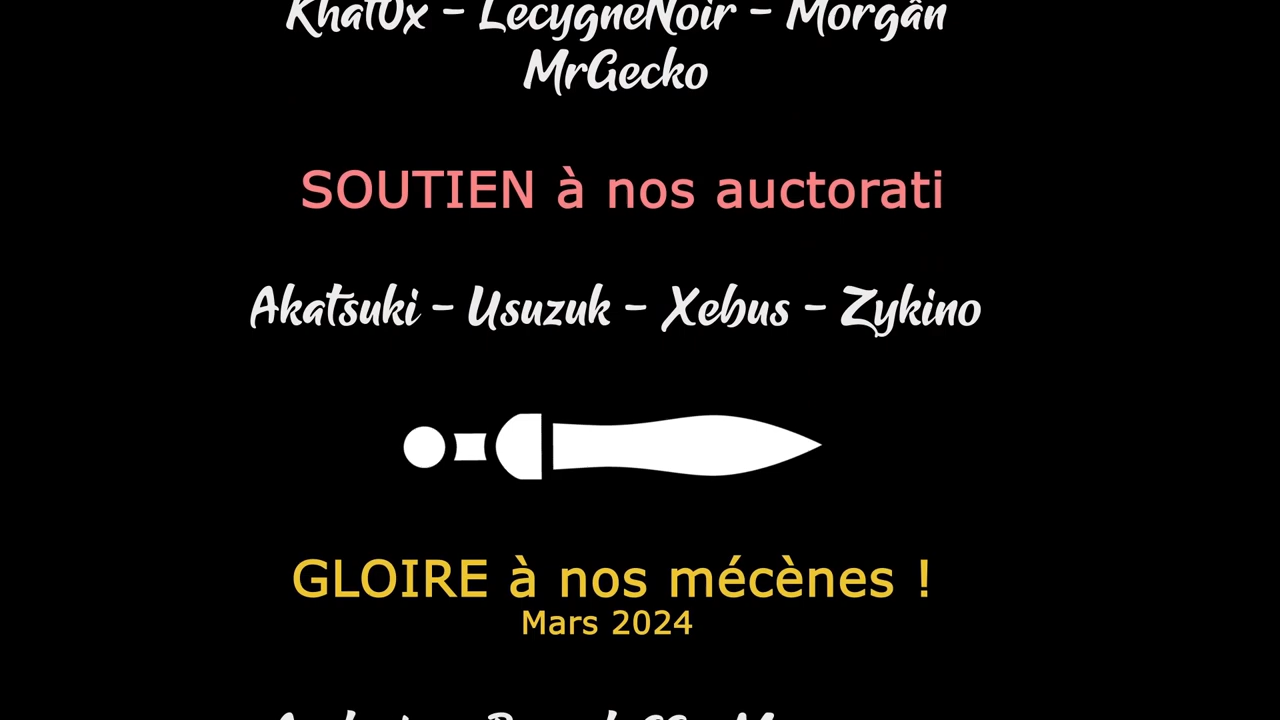 Khat0x - LecygneNoir - Morgân
MrGecko
SOUTIEN à nos auctorati
Akatsuki - Usuzuk - Xebus - Zykino
GLOIRE à nos mécènes !
Mars 2024